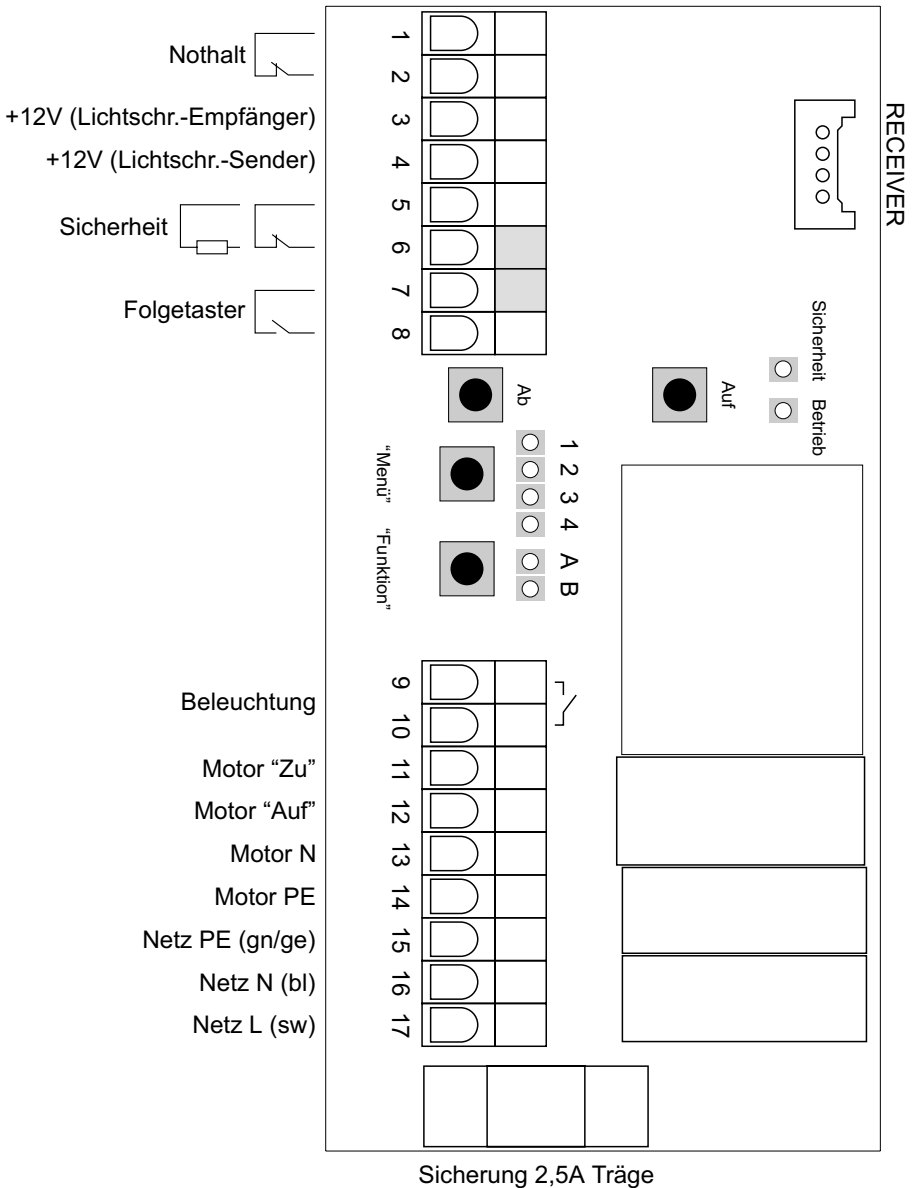 Nothalt
+12V (Lichtschr.-Empfänger)
+12V (Lichtschr.-Sender)
Sicherheit
Folgetaster
1
2
3
4
5
6
7
8
RECEIVER
Sicherheit
Betrieb
Ab
Auf
“Menü”
“Funktion”
1
2
3
4
A
B
Beleuchtung
Motor “Zu”
Motor “Auf”
Motor N
Motor PE
Netz PE (gn/ge)
Netz N (bl)
Netz L (sw)
9
10
11
12
13
14
15
16
17
Sicherung 2,5A Träge